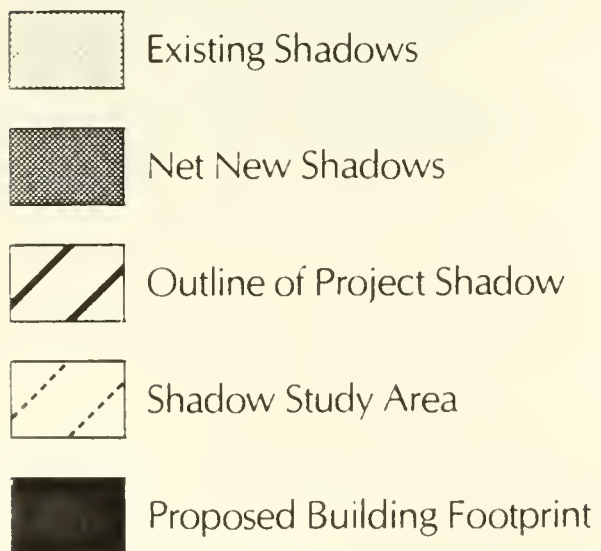 Existing Shadows
Net New Shadows
Outline of Project Shadow
Shadow Study Area
Proposed Building Footprint